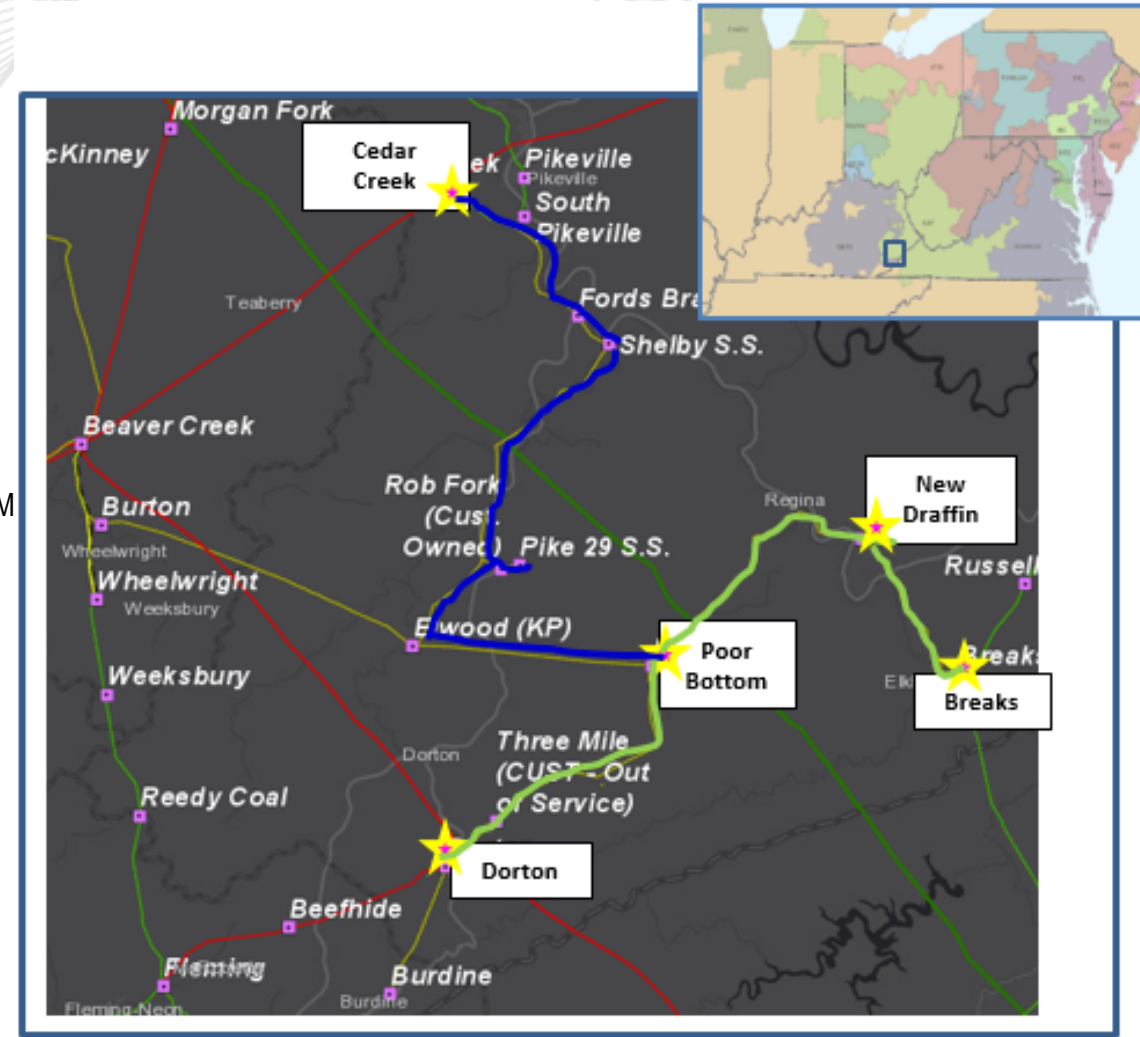 Morgan Fork
cKinney
Cedar
Creek
ek
Pikeville
Pikeville
South
Pikeville
Teaberry
Fords Bra
Shelby S.S.
Beaver Creek
M
Rob Fork
(Cust.
Owned)
Pike 29 S.S.
Burton
Wheelwright
Wheelwright
Weeksbury
Regina
New
Draffin
Russell
Elwood (KP)
Poor
Bottom
Breaks
Elk
Breaks
Weeksbury
Three Mile
(CUST - Out
of Service)
Dorton
Reedy Coal
Dorton
Beefhide
Fleming
Burdine
Burdine
Fleming-Neon